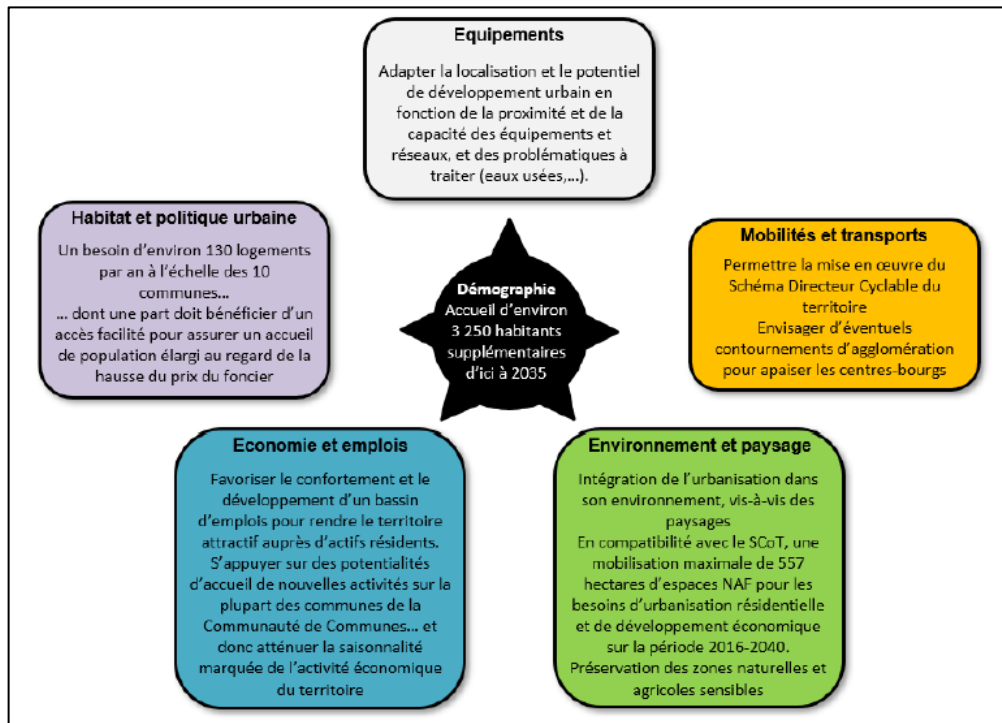 Equipements
Adapter la localisation et le potentiel
de développement urbain en
fonction de la proximité et de la
capacité des équipements et
réseaux, et des problématiques à
traiter (eaux usées,...).
Habitat et politique urbaine
Un besoin d'environ 130 logements
par an à l'échelle des 10
communes...
... dont une part doit bénéficier d'un
accès facilité pour assurer un accueil
de population élargi au regard de la
hausse du prix du foncier
Démographie
Accueil d'environ
3 250 habitants
supplémentaires
d'ici à 2035
Mobilités et transports
Permettre la mise en œuvre du
Schéma Directeur Cyclable du
territoire
Envisager d'éventuels
contournements d'agglomération
pour apaiser les centres-bourgs
Economie et emplois
Favoriser le confortement et le
développement d'un bassin
d'emplois pour rendre le territoire
attractif auprès d'actifs résidents.
S'appuyer sur des potentialités
d'accueil de nouvelles activités sur la
plupart des communes de la
Communauté de Communes... et
donc atténuer la saisonnalité
marquée de l'activité économique
du territoire
Environnement et paysage
Intégration de l'urbanisation dans
son environnement, vis-à-vis des
paysages
En compatibilité avec le SCoT, une
mobilisation maximale de 557
hectares d'espaces NAF pour les
besoins d'urbanisation résidentielle
et de développement économique
sur la période 2016-2040.
Préservation des zones naturelles et
agricoles sensibles